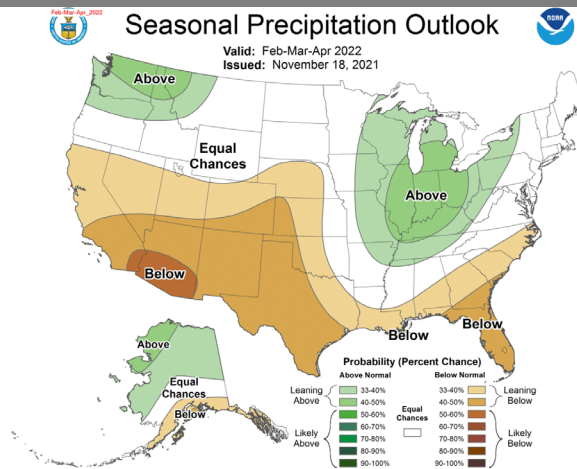 Feb-Mar-Apr_2022
NOAA
Seasonal Precipitation Outlook
Valid: Feb-Mar-Apr 2022
Issued: November 18, 2021
Above
Equal
Chances
Above
Below
Below
Below
Above
Equal
Chances
Below
Probability (Percent Chance)
Above Normal
Below Normal
Leaning
Above
33-40%
40-50%
Likely
Above
50-60%
60-70%
70-80%
80-90%
90-100%
Equal
Chances
33-40%
40-50%
Leaning
Below
50-60%
60-70%
70-80%
80-90%
90-100%
Likely
Below